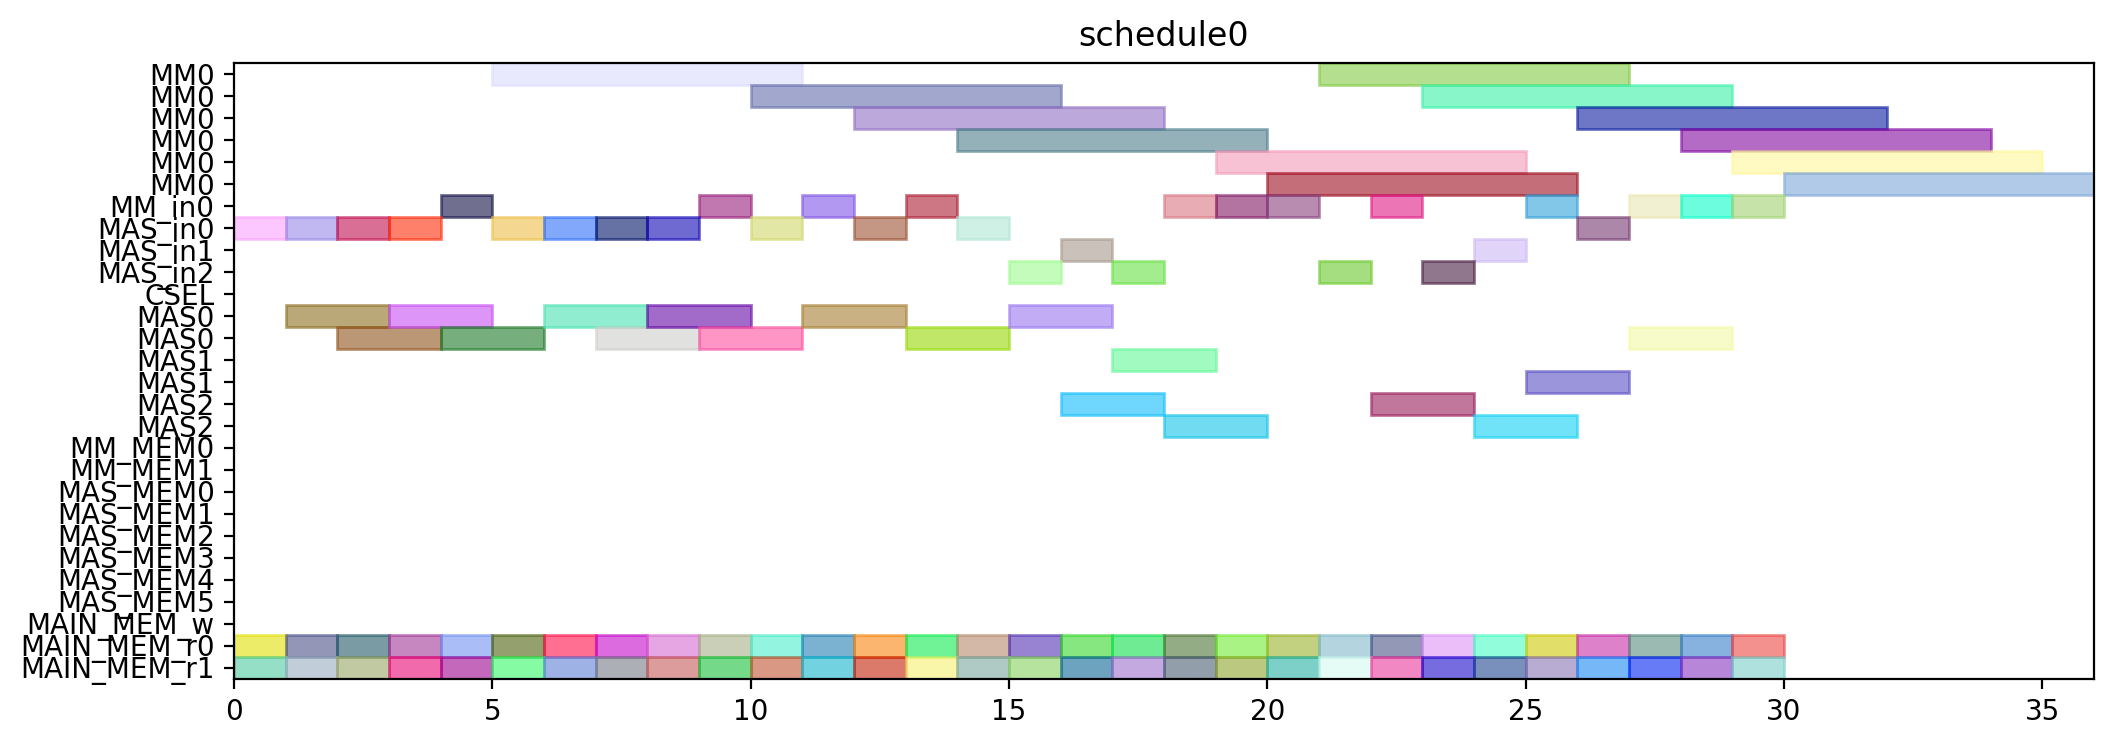 schedule0
MM0
MM0
MM0
MM0
MM0
MM0
MM_in0
MAS_in0
MAS_in1
MAS_in2
CSEL
MAS0
MAS0
MAS1
MAS1
MAS2
MAS2
MM_MEM0
MM_MEM1
MAS_MEM0
MAS_MEM1
MAS_MEM2
MAS_MEM3
MAS_MEM4
MAS_MEM5
MAIN_MEM_w
MAIN_MEM_r0
MAIN_MEM_r1
0 5 10 15 20 25 30 35